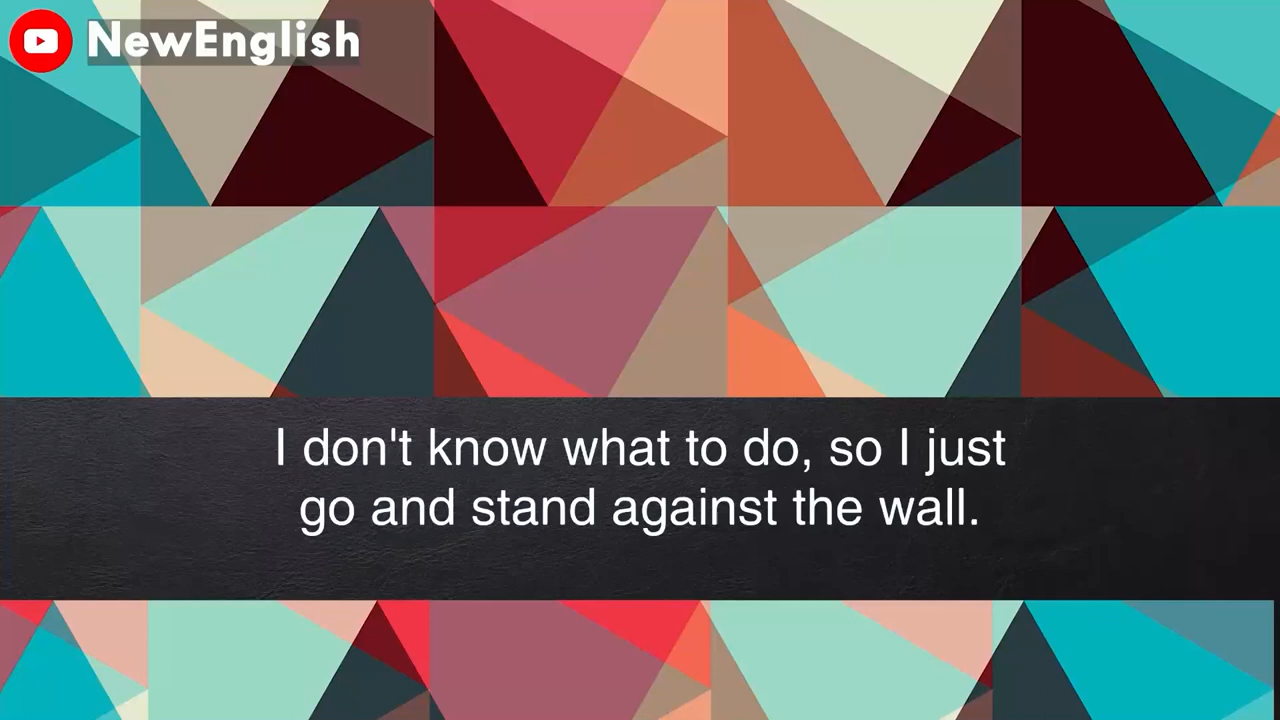 NewEnglish
I don't know what to do, so I just
go and stand against the wall.